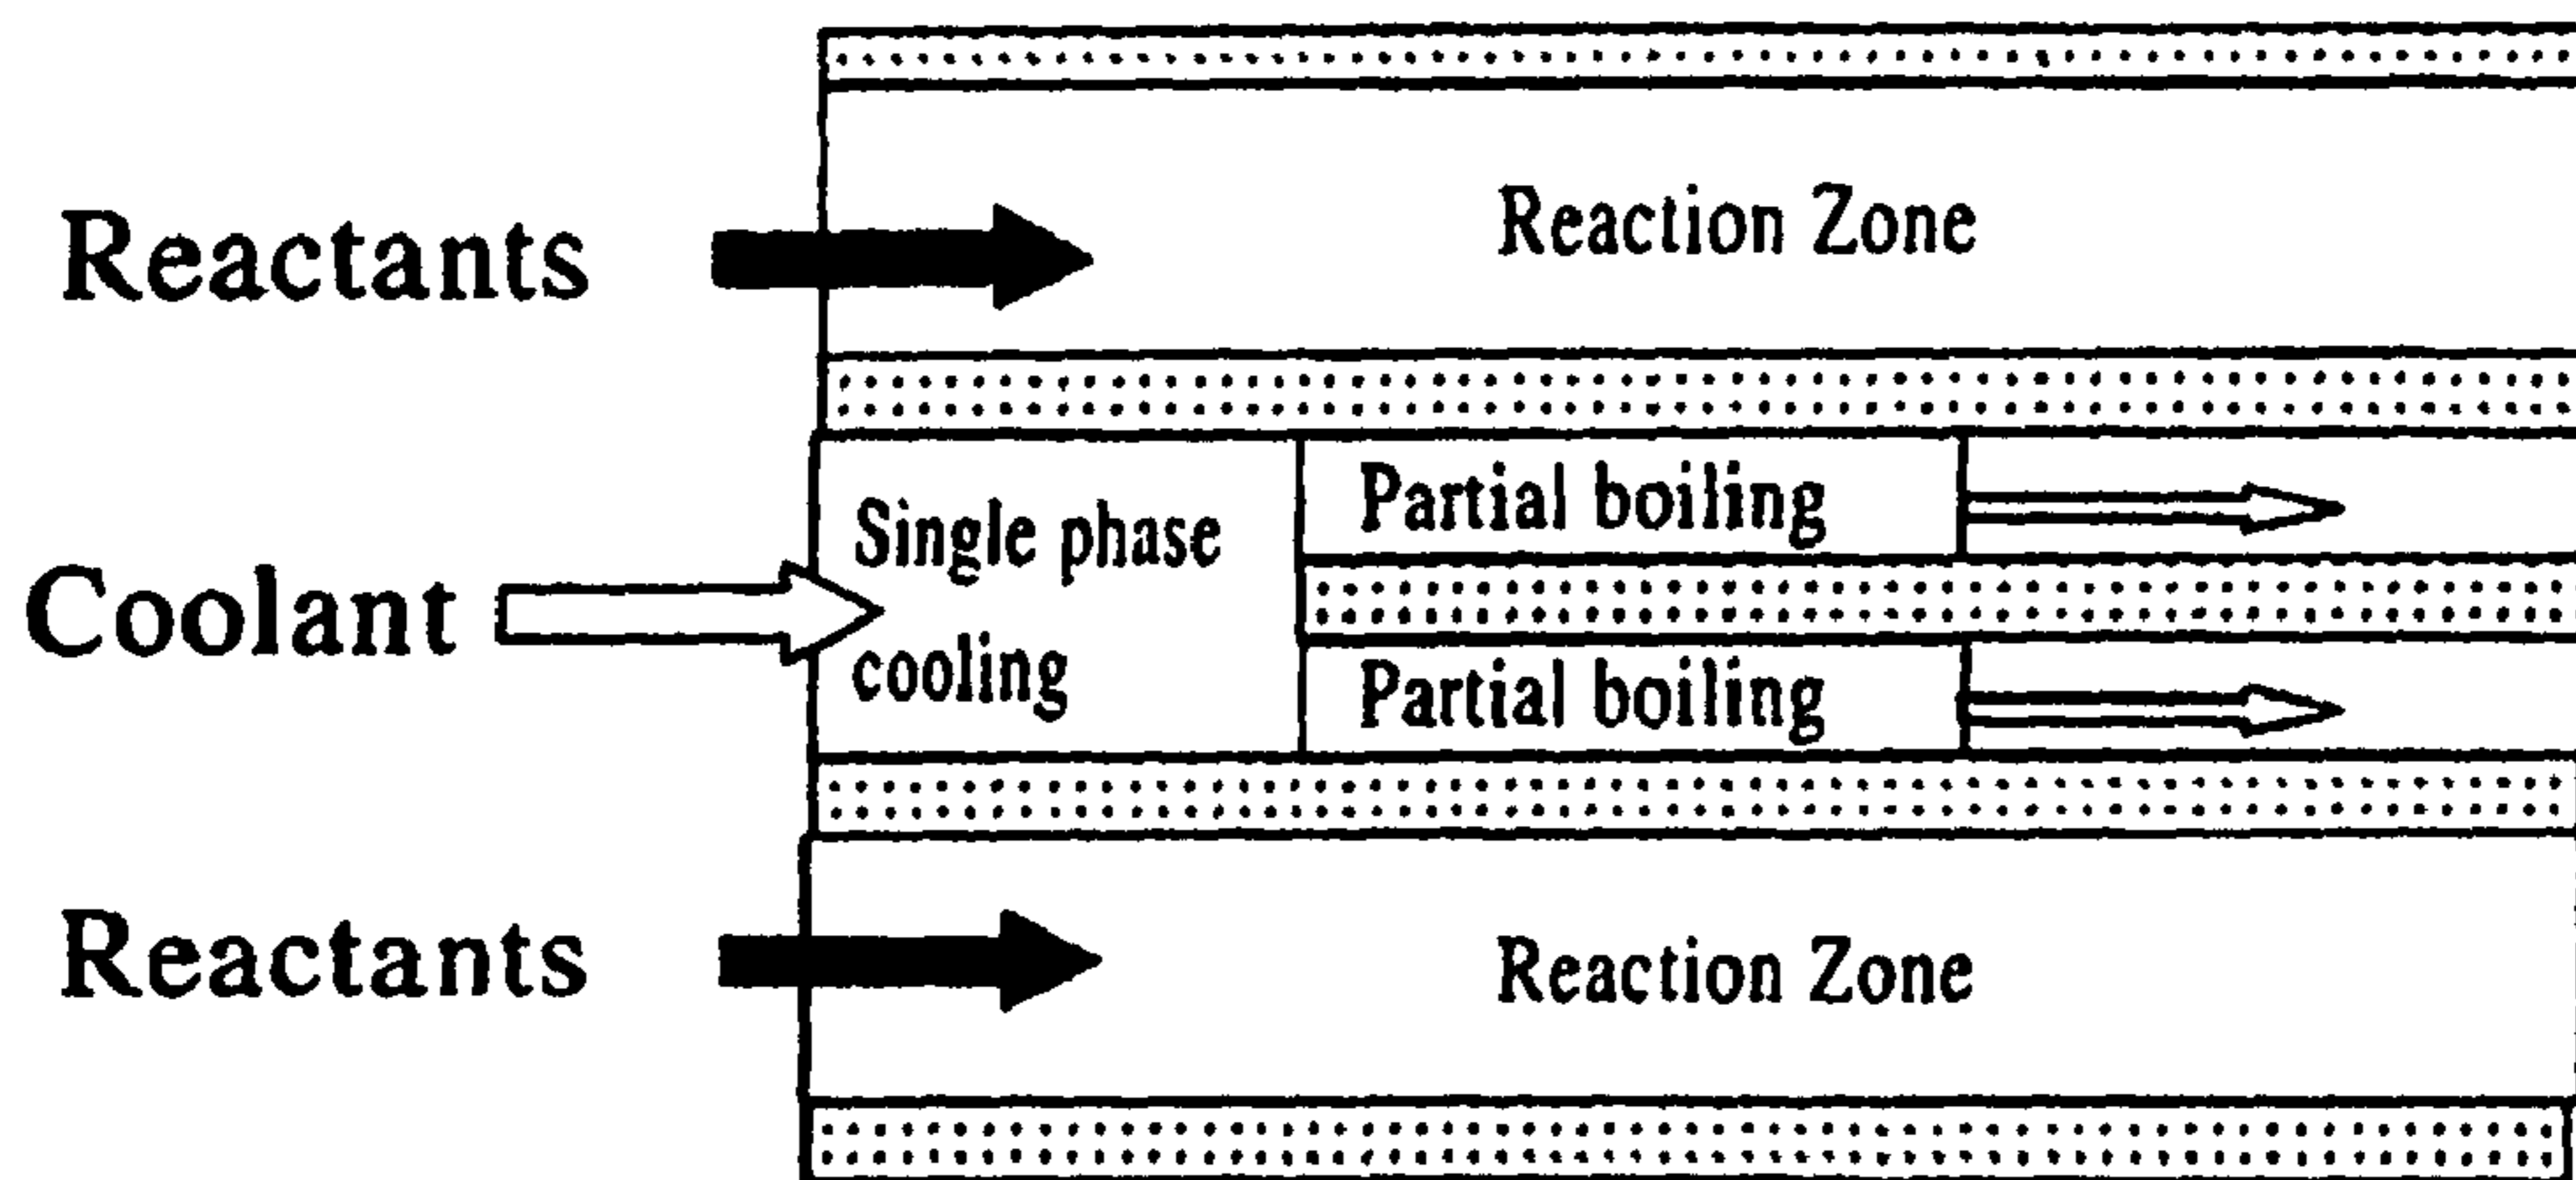 Reactants
Reaction Zone
Coolant
Single phase
cooling
Partial boiling
Partial boiling
Reactants
Reaction Zone